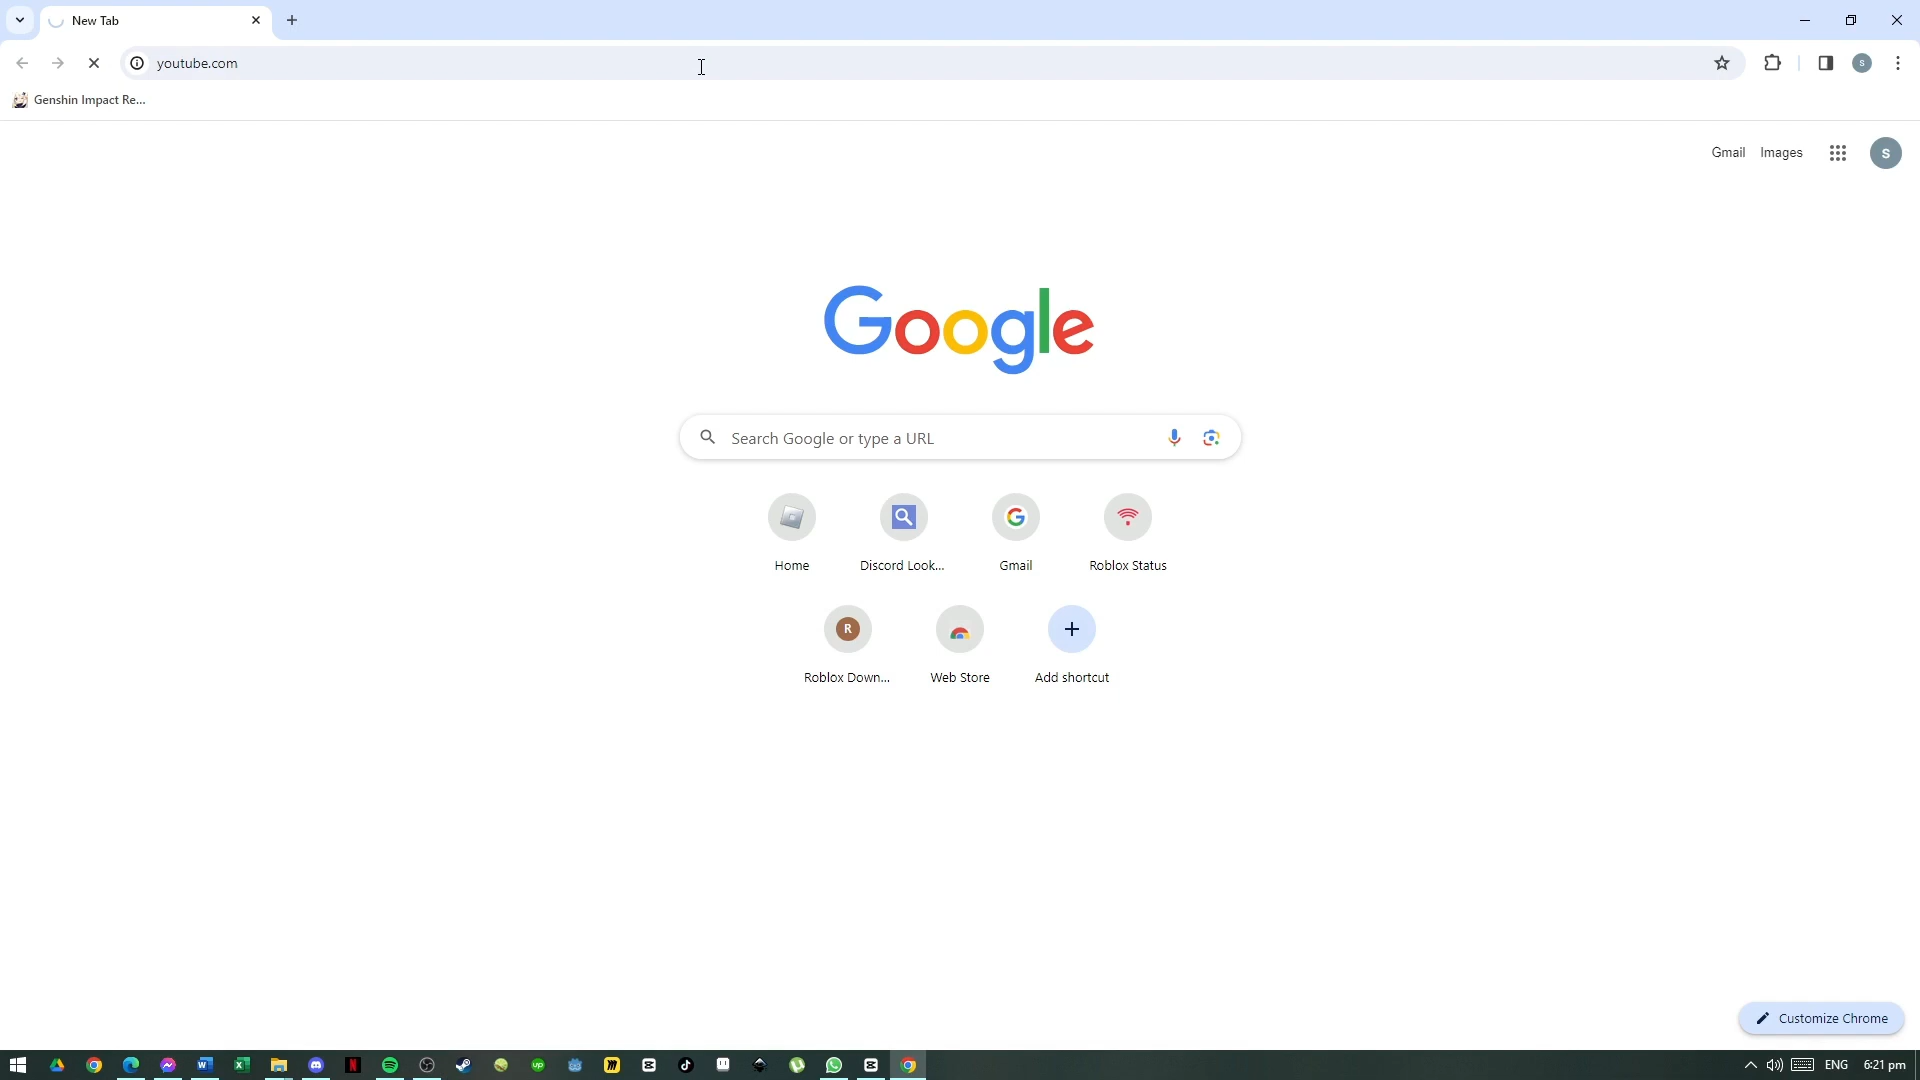 New Tab
youtube.com
Genshin Impact Re...
Gmail Images
S
S
Google
Search Google or type a URL
Home
Discord Look...
Gmail
Roblox Status
R
Roblox Down...
Web Store
Add shortcut
Customize Chrome
ENG
6:21 pm